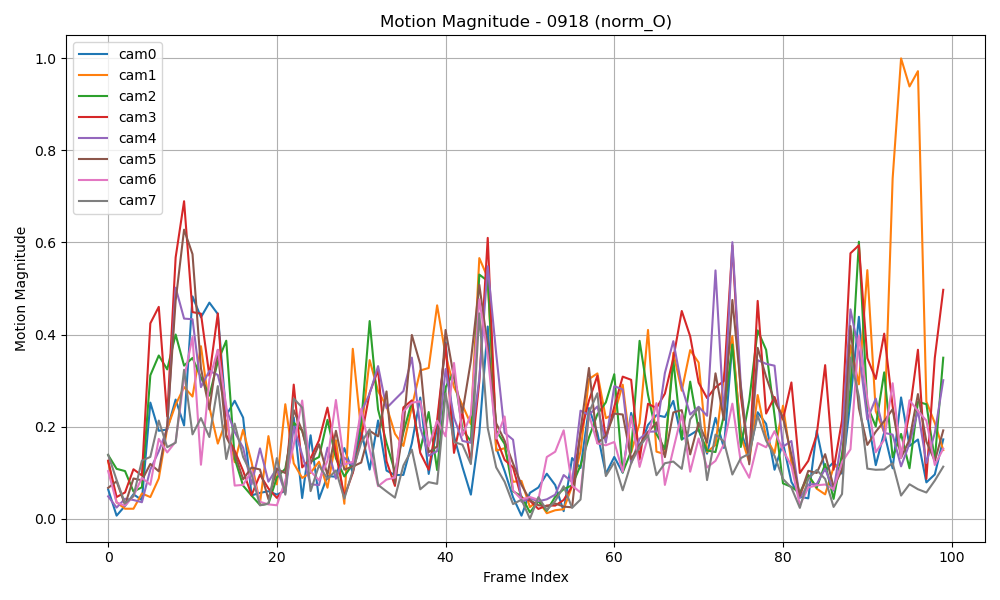 Motion Magnitude - 0918 (norm_O)
cam0
cam1
cam2
cam3
cam4
cam5
cam6
cam7
1.0
0.8
0.6
0.4
0.2
0.0
Motion Magnitude
0 20 40 60 80 100
Frame Index